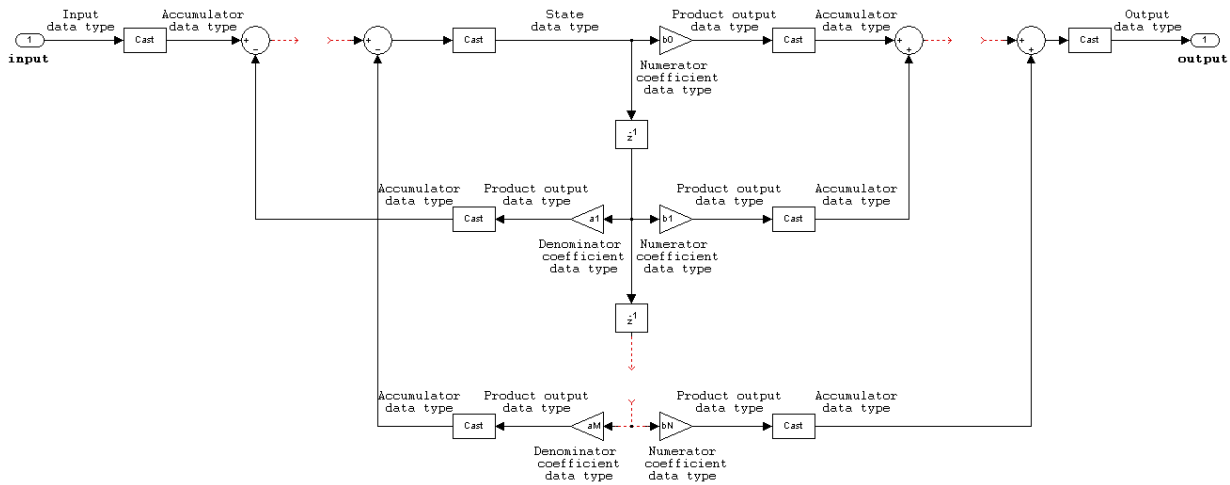 Input
data type
Accumulator
data type
State
data type
Product output
data type
Accumulator
data type
Output
data type
1
Cast
+
-
+
-
Cast
b0
Cast
+
+
+
+
Cast
1
input
output
Numerator
coefficient
data type
z-1
Accumulator
data type
Product output
data type
Product output
data type
Accumulator
data type
Cast
a1
b1
Cast
Denominator
coefficient
data type
Numerator
coefficient
data type
z-1
Accumulator
data type
Product output
data type
Product output
data type
Accumulator
data type
Cast
aM
bN
Cast
Denominator
coefficient
data type
Numerator
coefficient
data type